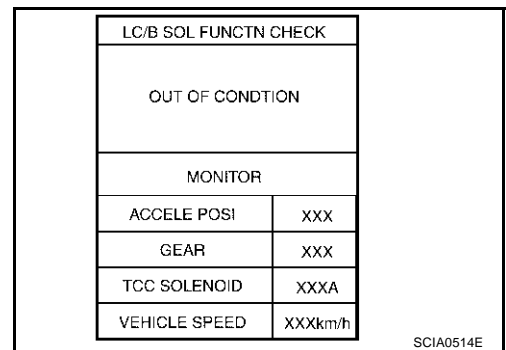 LC/B SOL FUNCTN CHECK
OUT OF CONDTION
MONITOR
ACCELE POSI XXX
GEAR XXX
TCC SOLENOID XXXA
VEHICLE SPEED XXXkm/h
SCIA0514E